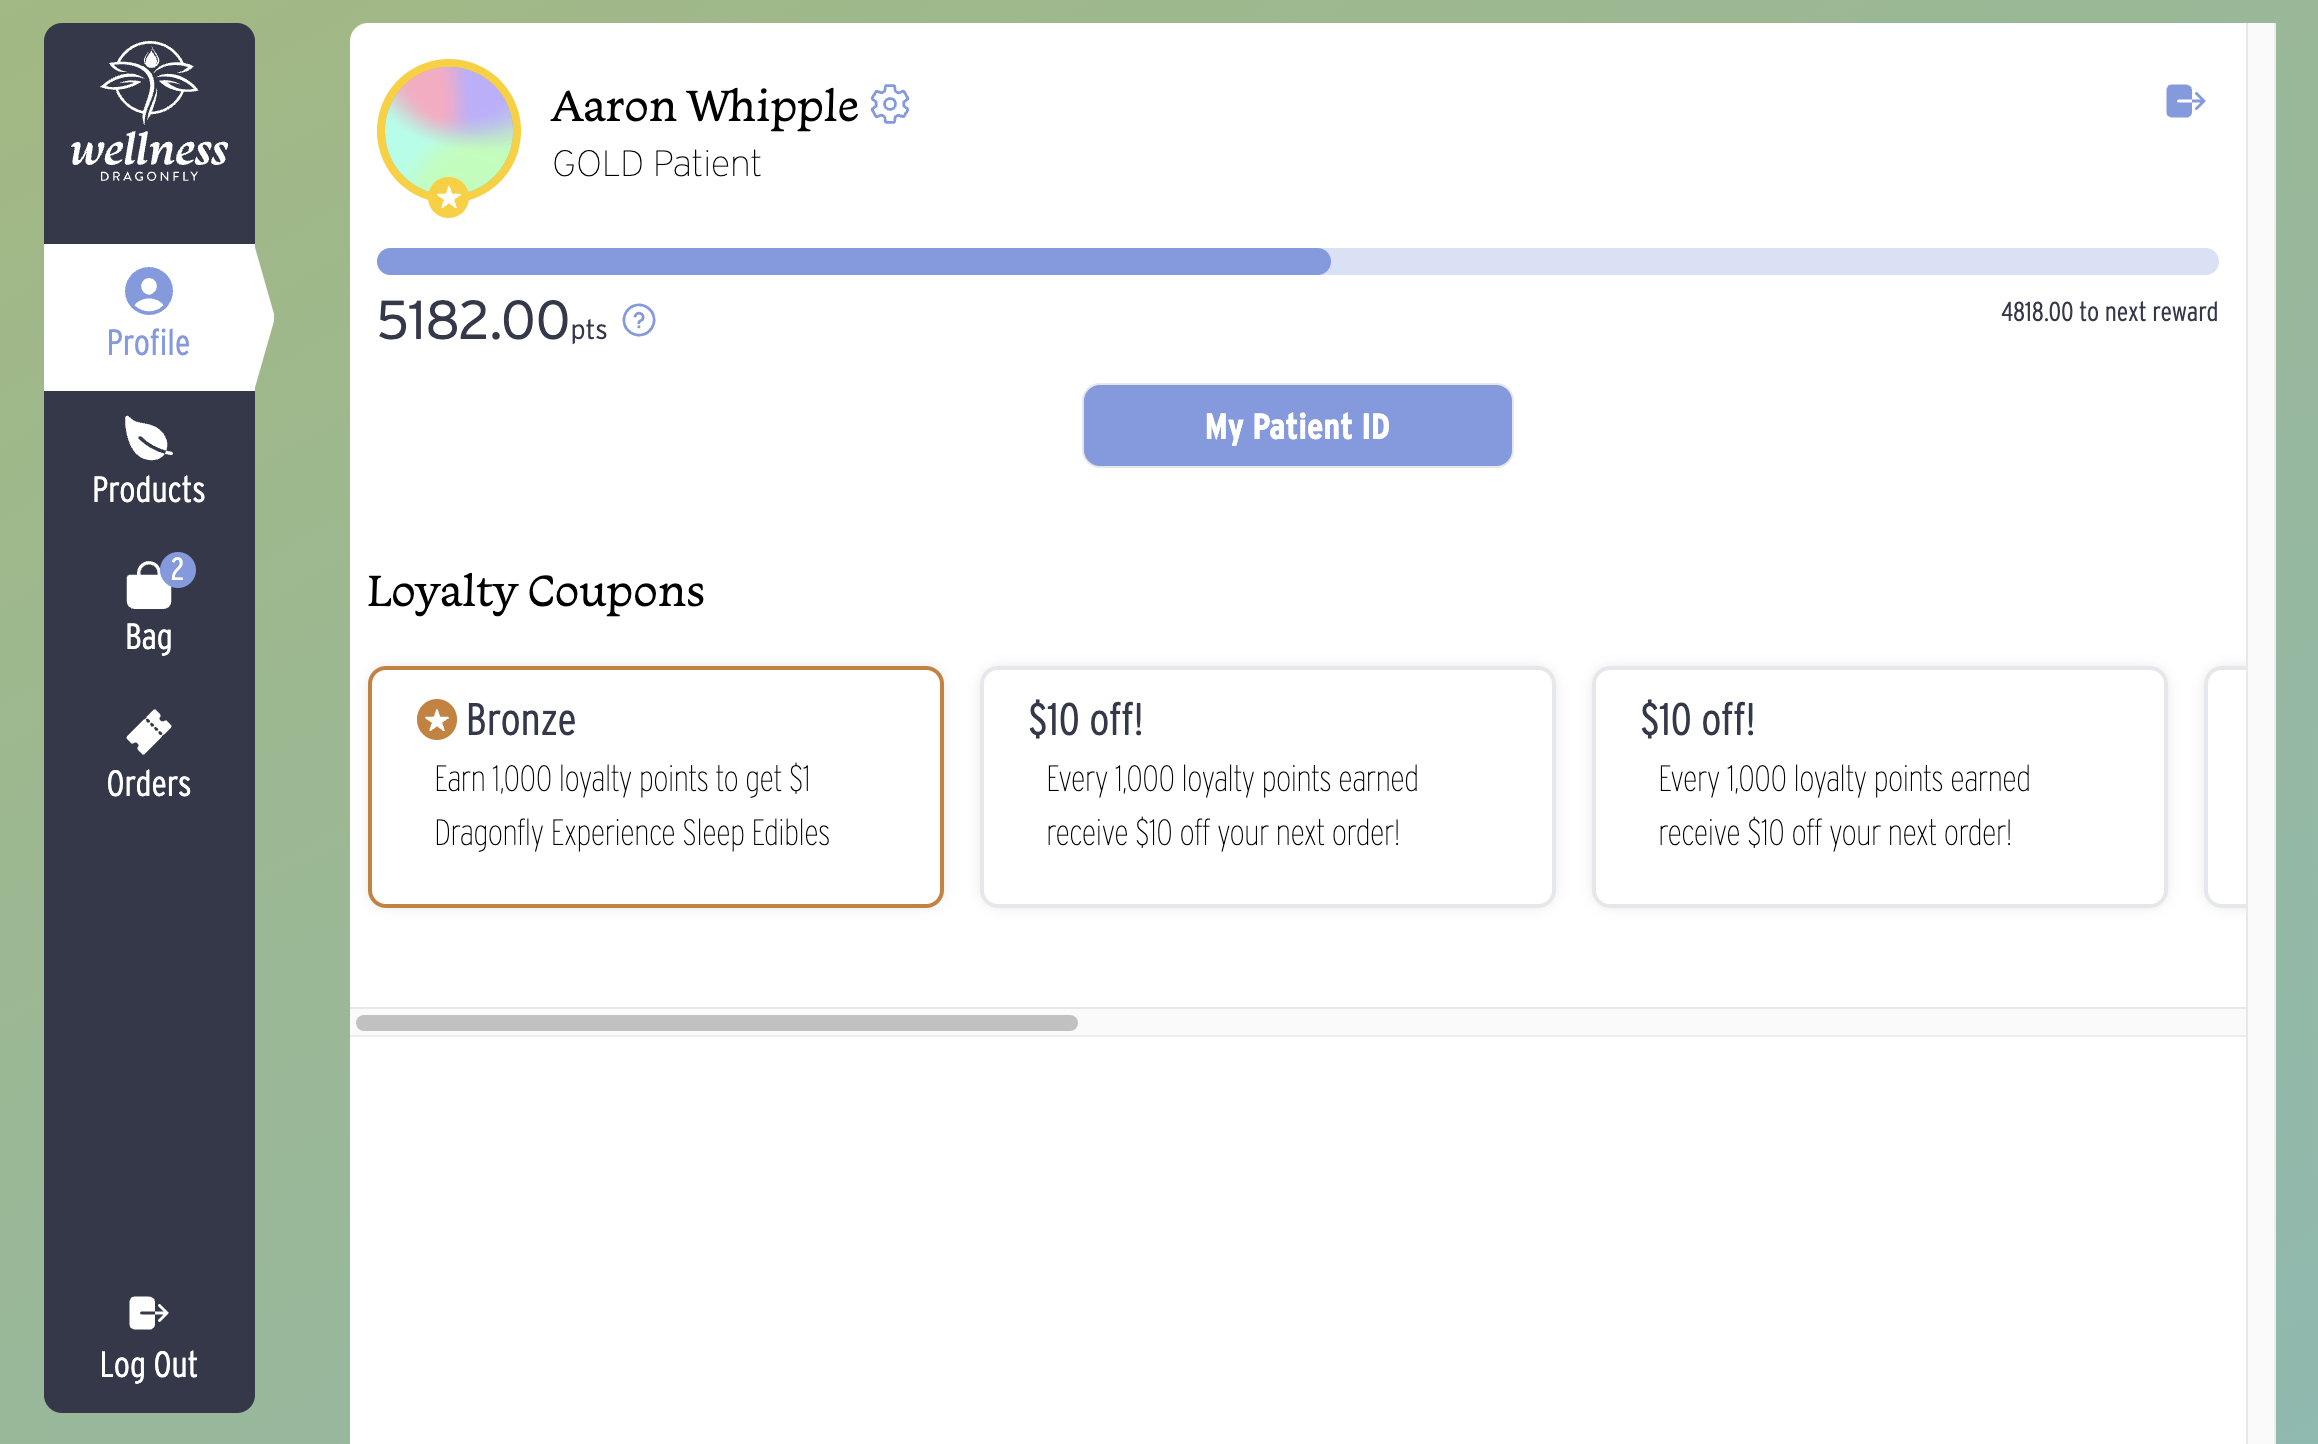 wellness
DRAGONFLY
Profile
Products
2
Bag
Orders
Log Out
Aaron Whipple
GOLD Patient
5182.00pts ?
4818.00 to next reward
My Patient ID
Loyalty Coupons
Bronze
Earn 1,000 loyalty points to get $1
Dragonfly Experience Sleep Edibles
$10 off!
Every 1,000 loyalty points earned
receive $10 off your next order!
$10 off!
Every 1,000 loyalty points earned
receive $10 off your next order!